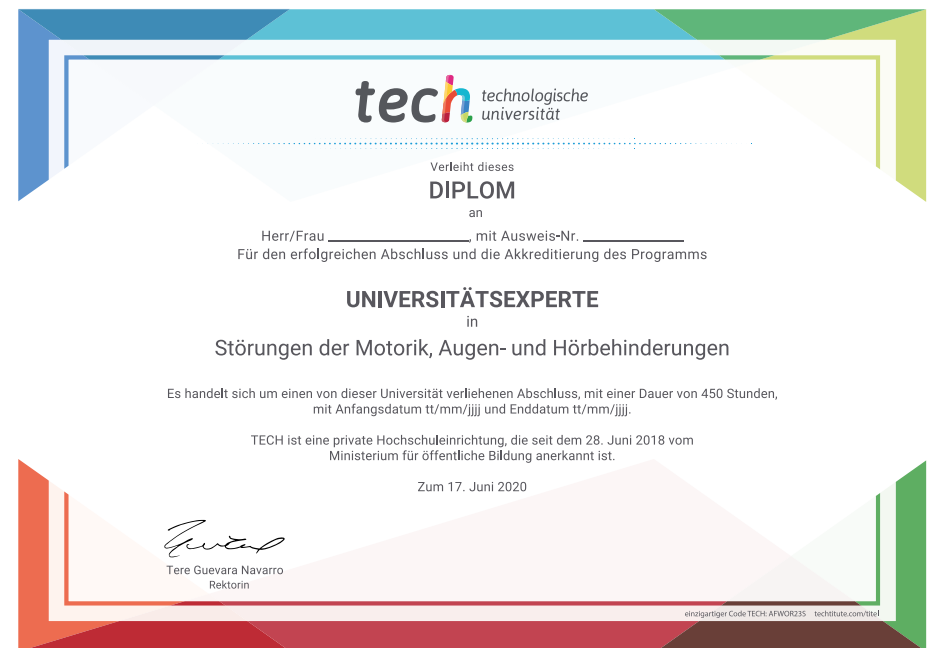 tech technologische
universität
Verleiht dieses
DIPLOM
an
Herr/Frau ____________, mit Ausweis-Nr. ____________
Für den erfolgreichen Abschluss und die Akkreditierung des Programms
UNIVERSITÄTSEXPERTE
in
Störungen der Motorik, Augen- und Hörbehinderungen
Es handelt sich um einen von dieser Universität verliehenen Abschluss, mit einer Dauer von 450 Stunden,
mit Anfangsdatum tt/mm/jjjj und Enddatum tt/mm/jjjj.
TECH ist eine private Hochschuleinrichtung, die seit dem 28. Juni 2018 vom
Ministerium für öffentliche Bildung anerkannt ist.
Zum 17. Juni 2020
Tere Guevara Navarro
Rektorin
einzigartiger Code TECH: AFWOR23S techtitute.com/titel